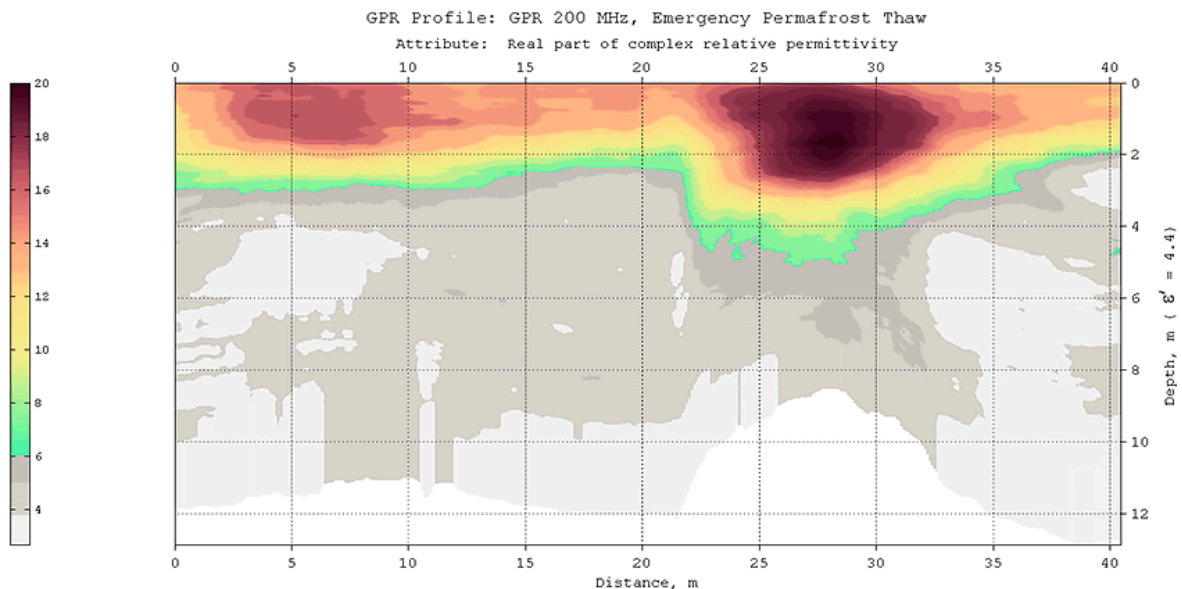 GPR Profile: GPR 200 MHz, Emergency Permafrost Thaw
Attribute:  Real part of complex relative permittivity
0 5 10 15 20 25 30 35 40
20
18
16
14
12
10
8
6
4
0
2
4
6
8
10
12
Depth, m ( ε' = 4.4)
0 5 10 15 20 25 30 35 40
Distance, m